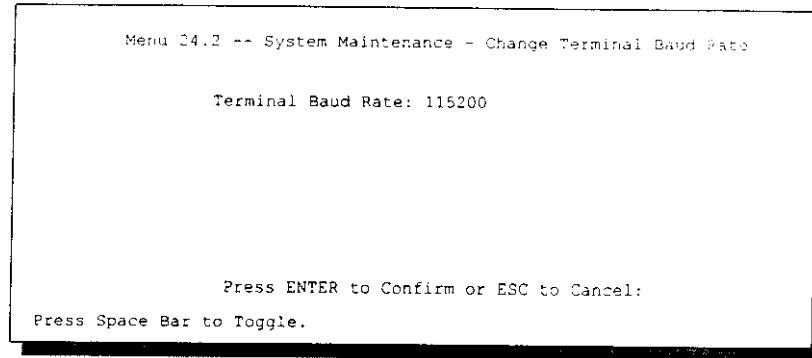 Menu 24.2 -- System Maintenance - Change Terminal Baud Rate
Terminal Baud Rate: 115200
Press ENTER to Confirm or ESC to Cancel:
Press Space Bar to Toggle.